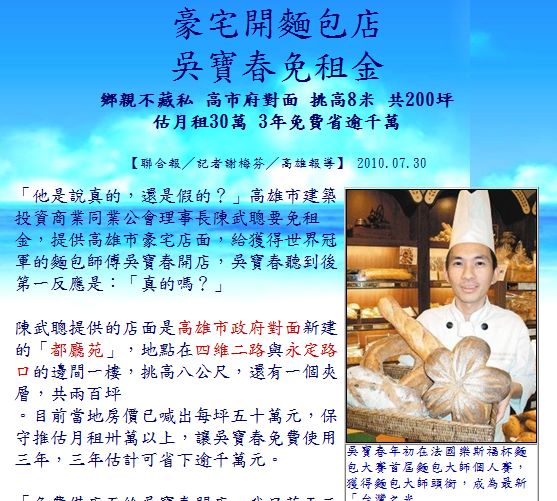 豪宅開麵包店
吳寶春免租金
鄉親不藏私 高市府對面 挑高8米 共200坪
估月租30萬 3年免費省逾千萬
【聯合報╱記者謝梅芬╱高雄報導】 2010.07.30
「他是說真的，還是假的？」高雄市建築
投資商業同業公會理事長陳武聰要免租
金，提供高雄市豪宅店面，給獲得世界冠
軍的麵包師傅吳寶春開店，吳寶春聽到後
第一反應是：「真的嗎？」
陳武聰提供的店面是高雄市政府對面新建
的「都廳苑」，地點在四維二路與永定路
口的邊間一樓，挑高八公尺，還有一個夾
層，共兩百坪
。目前當地房價已喊出每坪五十萬元，保
守推估月租卅萬以上，讓吳寶春免費使用
三年，三年估計可省下逾千萬元。
吳寶春年初在法國樂斯福杯麵
包大賽首屆麵包大師個人賽，
獲得麵包大師頭銜，成為最新
「台灣之光